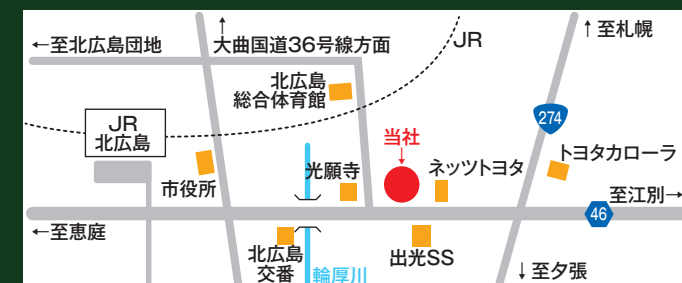 ←至北広島団地
↑
大曲国道36号線方面
JR
↑至札幌
北広島
総合体育館
JR
北広島
274
当社
↓
トヨタカローラ
ネッツトヨタ
光願寺
市役所
至江別→
46
←至恵庭
北広島
交番
輪厚川
出光SS
↓至夕張